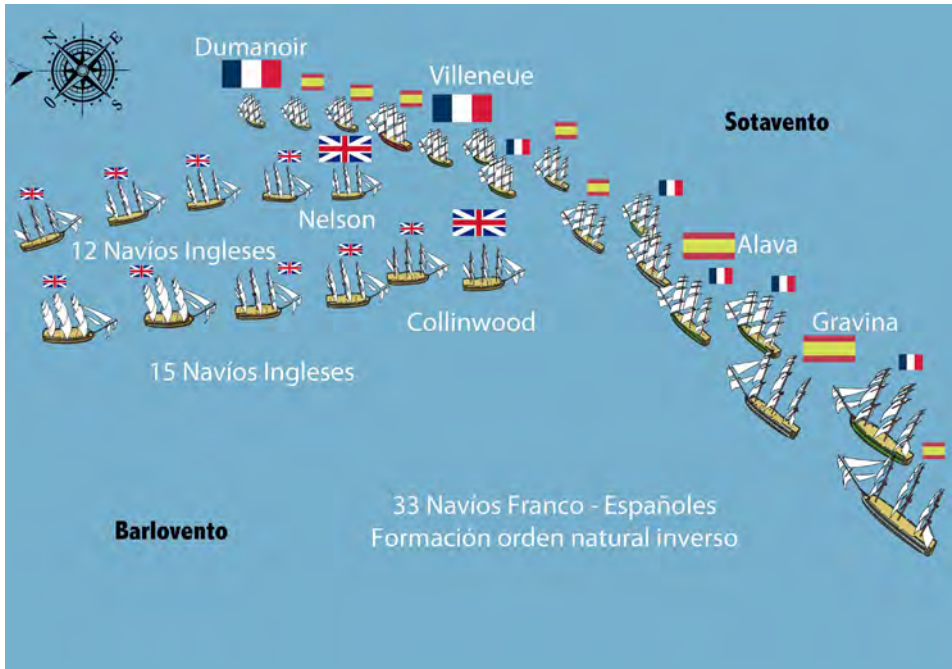 N
E
O
S
Dumanoir
Villeneue
Sotavento
Nelson
12 Navíos Ingleses
Alava
Collinwood
Gravina
15 Navíos Ingleses
33 Navíos Franco - Españoles
Formación orden natural inverso
Barlovento